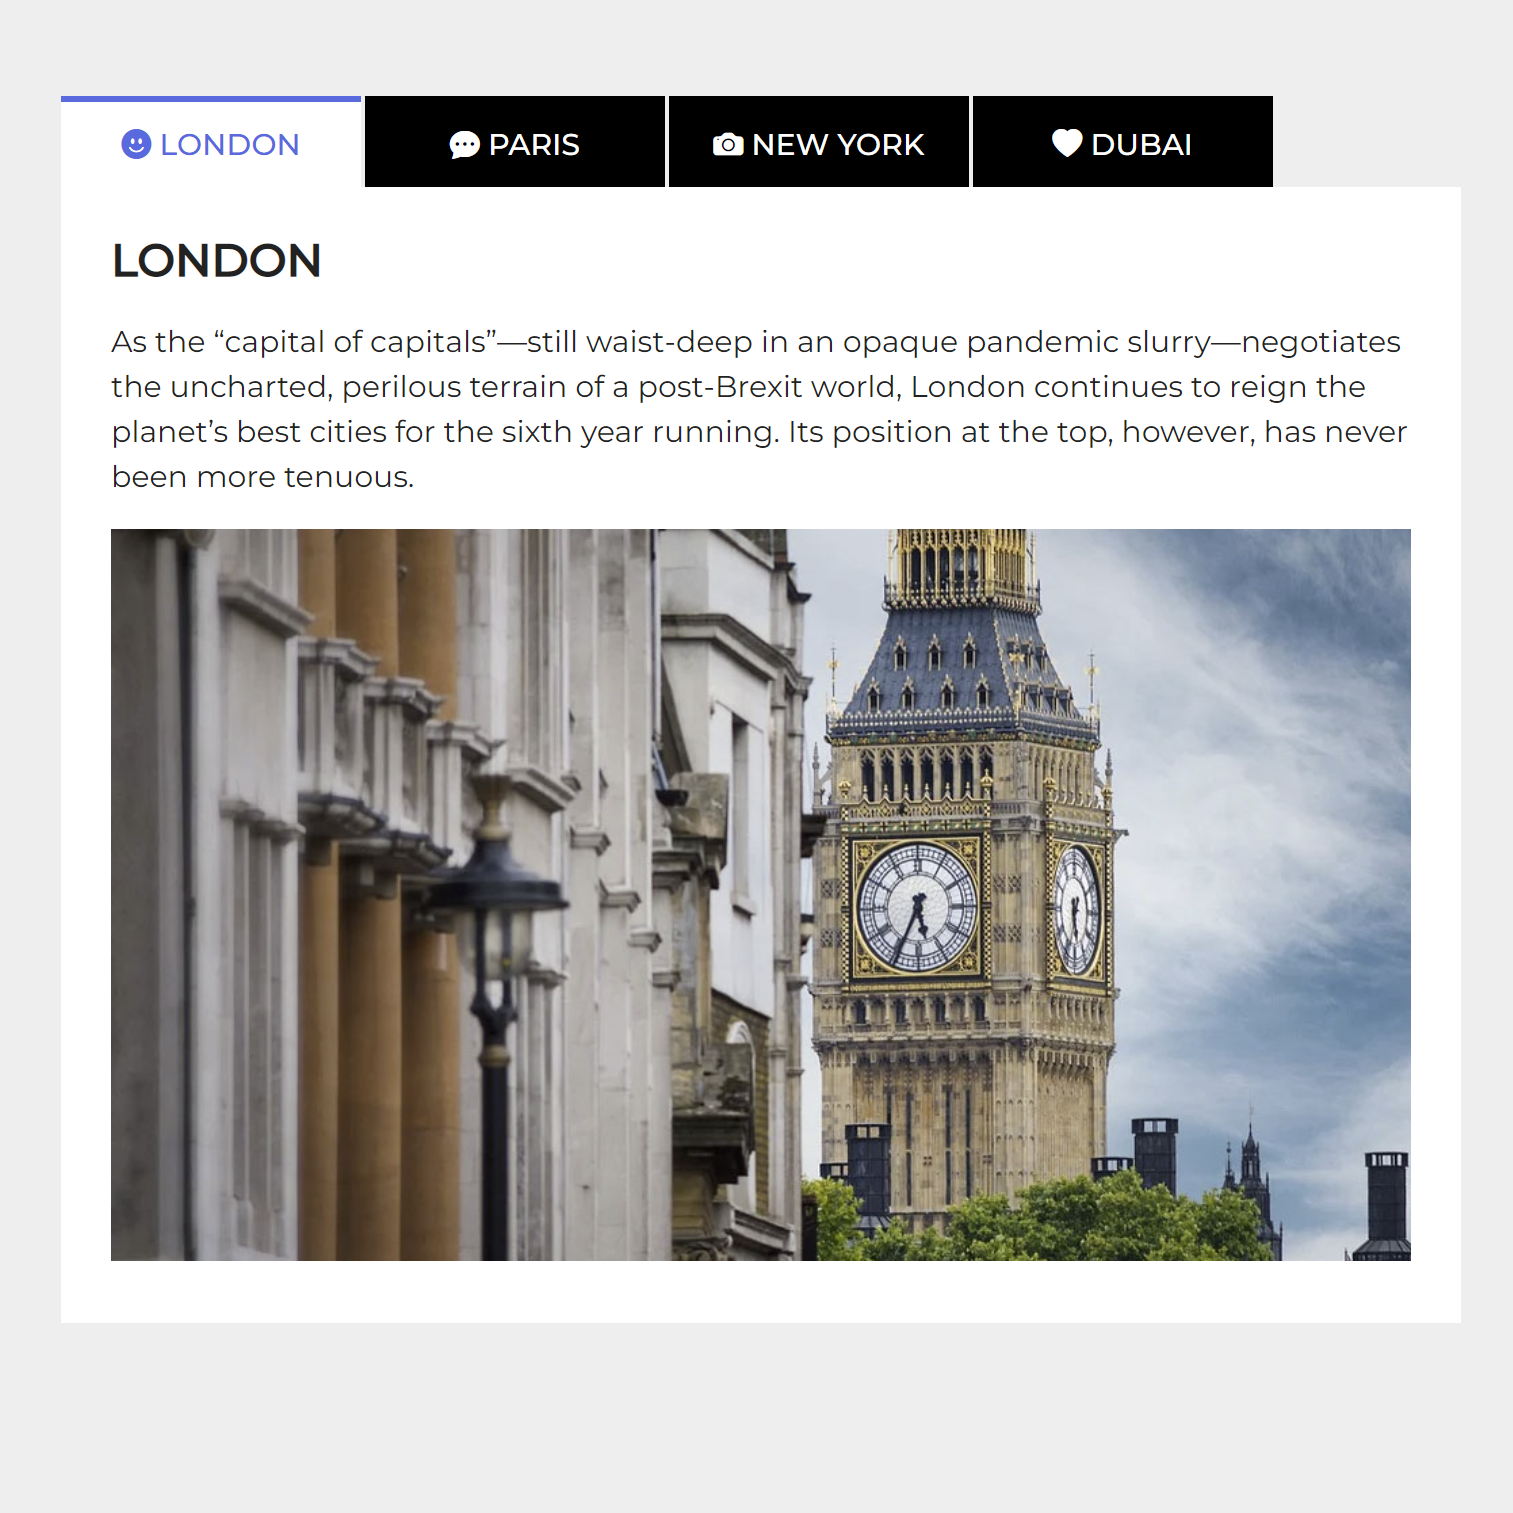 LONDON
PARIS
NEW YORK
DUBAI
LONDON
As the “capital of capitals”—still waist-deep in an opaque pandemic slurry—negotiates
the uncharted, perilous terrain of a post-Brexit world, London continues to reign the
planet’s best cities for the sixth year running. Its position at the top, however, has never
been more tenuous.